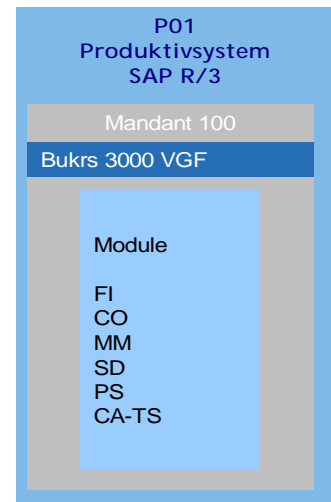 P01
Produktivsystem
SAP R/3
Mandant 100
Bukrs 3000 VGF
Module
FI
CO
MM
SD
PS
CA-TS